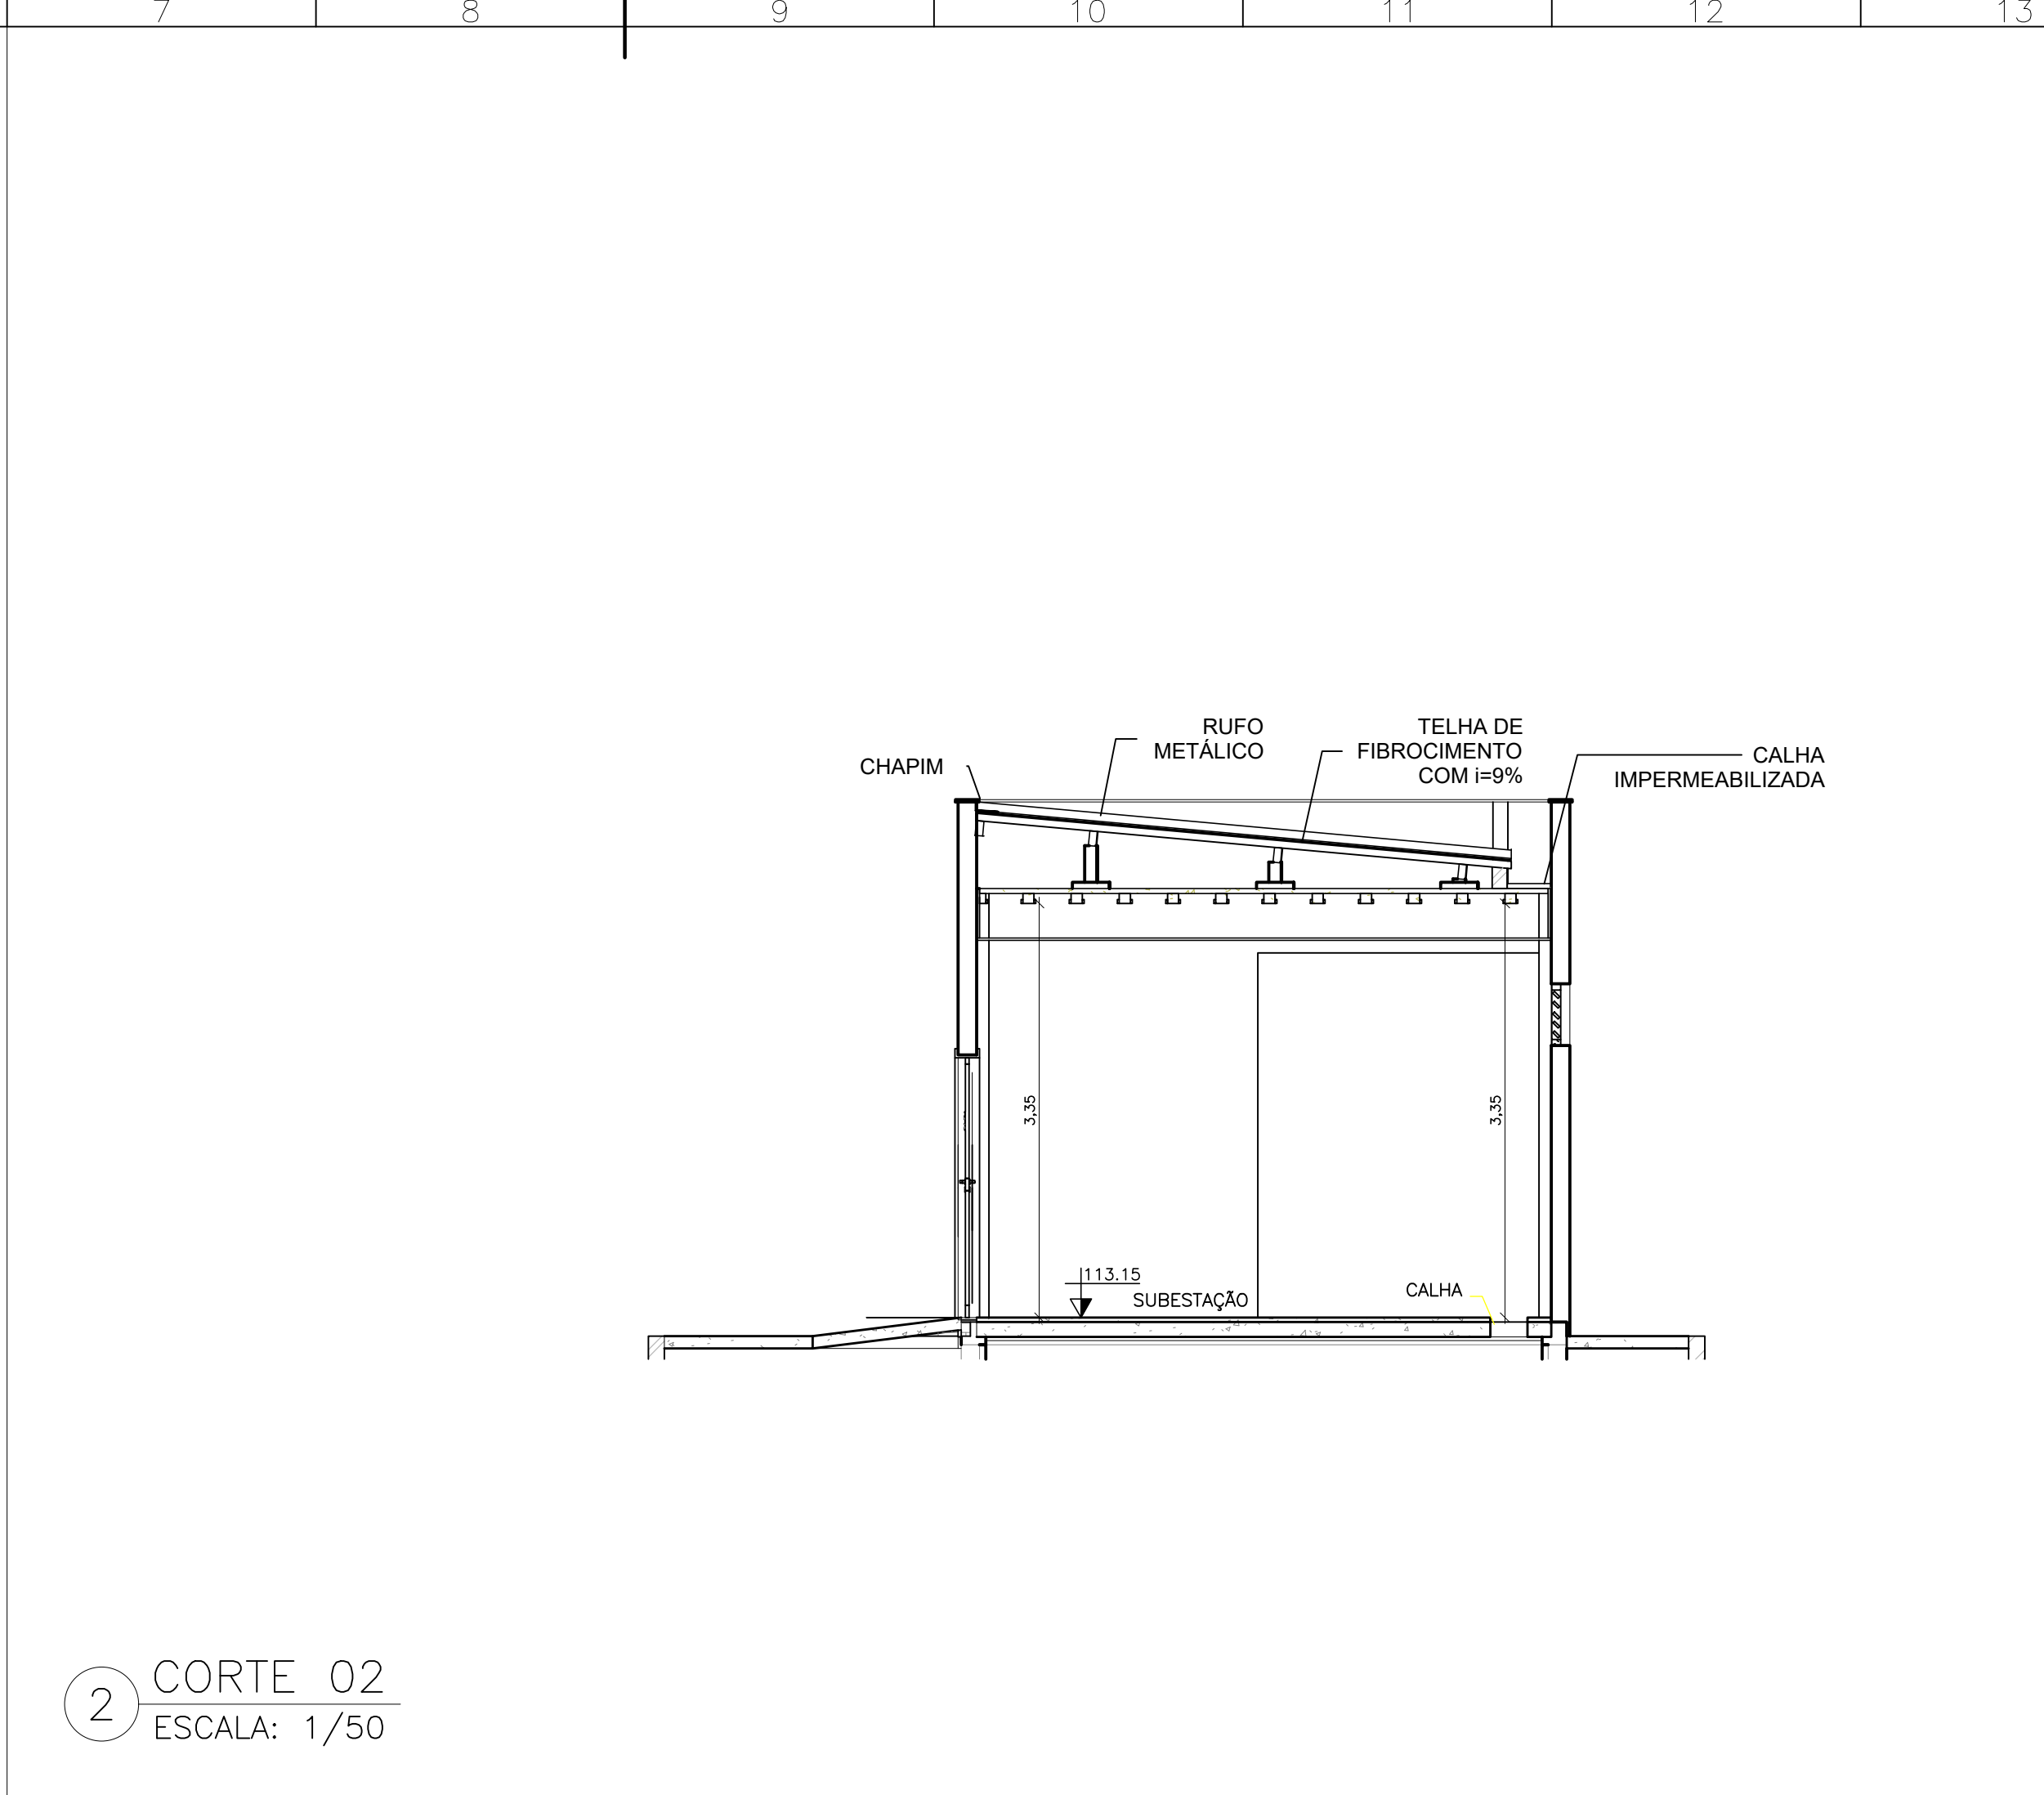 7
8
9
10
11
12
13
RUFO
METÁLICO
TELHA DE
FIBROCIMENTO
COM i=9%
CHAPIM
CALHA
IMPERMEABILIZADA
3,35
3,35
113.15
SUBESTAÇÃO
CALHA
2
CORTE 02
ESCALA: 1/50